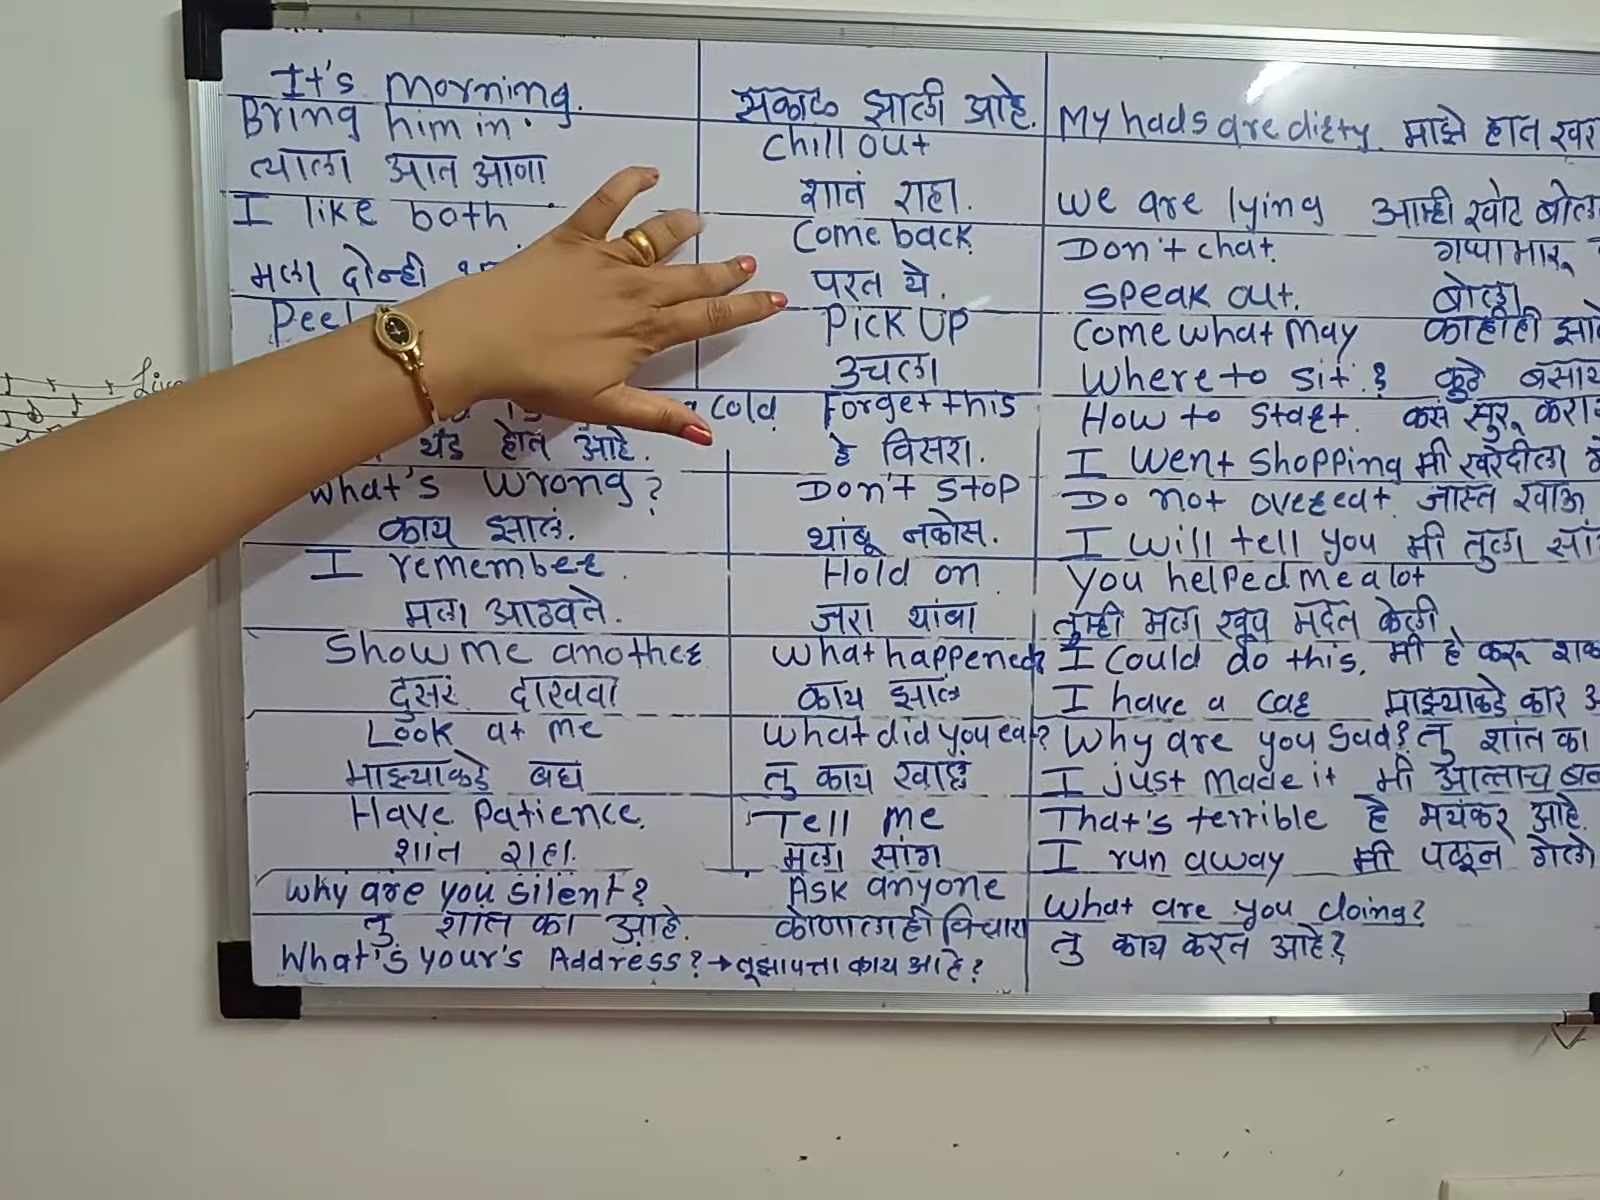 It's morning.
सकाळ झाली आहे.
Bring him in.
त्याला आत आणा
I like both
मला दोन्ही
Peel
cold
थंड होत आहे.
What's wrong?
काय झालं.
I remember.
मला आठवते.
Show me another
दुसरं दाखवा
Look at me
माझ्याकडे बघ
Have Patience.
शांत राहा.
Why are you silent?
तु शांत का आहे.
What's your's Address? → तूझा पत्ता काय आहे?
Chill out
शातं राहा.
Come back
परत ये.
Pick UP
उचला
Forget this
हे विसरा.
Don't stop
थांबू नकोस.
Hold on
जरा थांबा
What happened?
काय झालं
What did you eat?
तु काय खाल्लं
Tell me
मला सांग
Ask anyone
कोणालाही विचारा
My hads are dirty. माझे हात
We are lying आम्ही खोट
Don't chat. गप्पा मारू
Speak out. बोला
Come what may काहीही
Where to sit.? कुठे
How to start. कसं सुरू
I went shopping मी खरेदीला
Do not overeat. जास्त खाऊ
I will tell you मी तुला
You helped me a lot
तुम्ही मला खूप मदत केली
I Could do this. मी हे करू
I have a car माझ्याकडे कार
Why are you sad? तु शांत का
I just made it मी आत्ताच
That's terrible हे भयंकर आहे.
I run away मी पळून गेलो
What are you doing?
तु काय करत आहे?